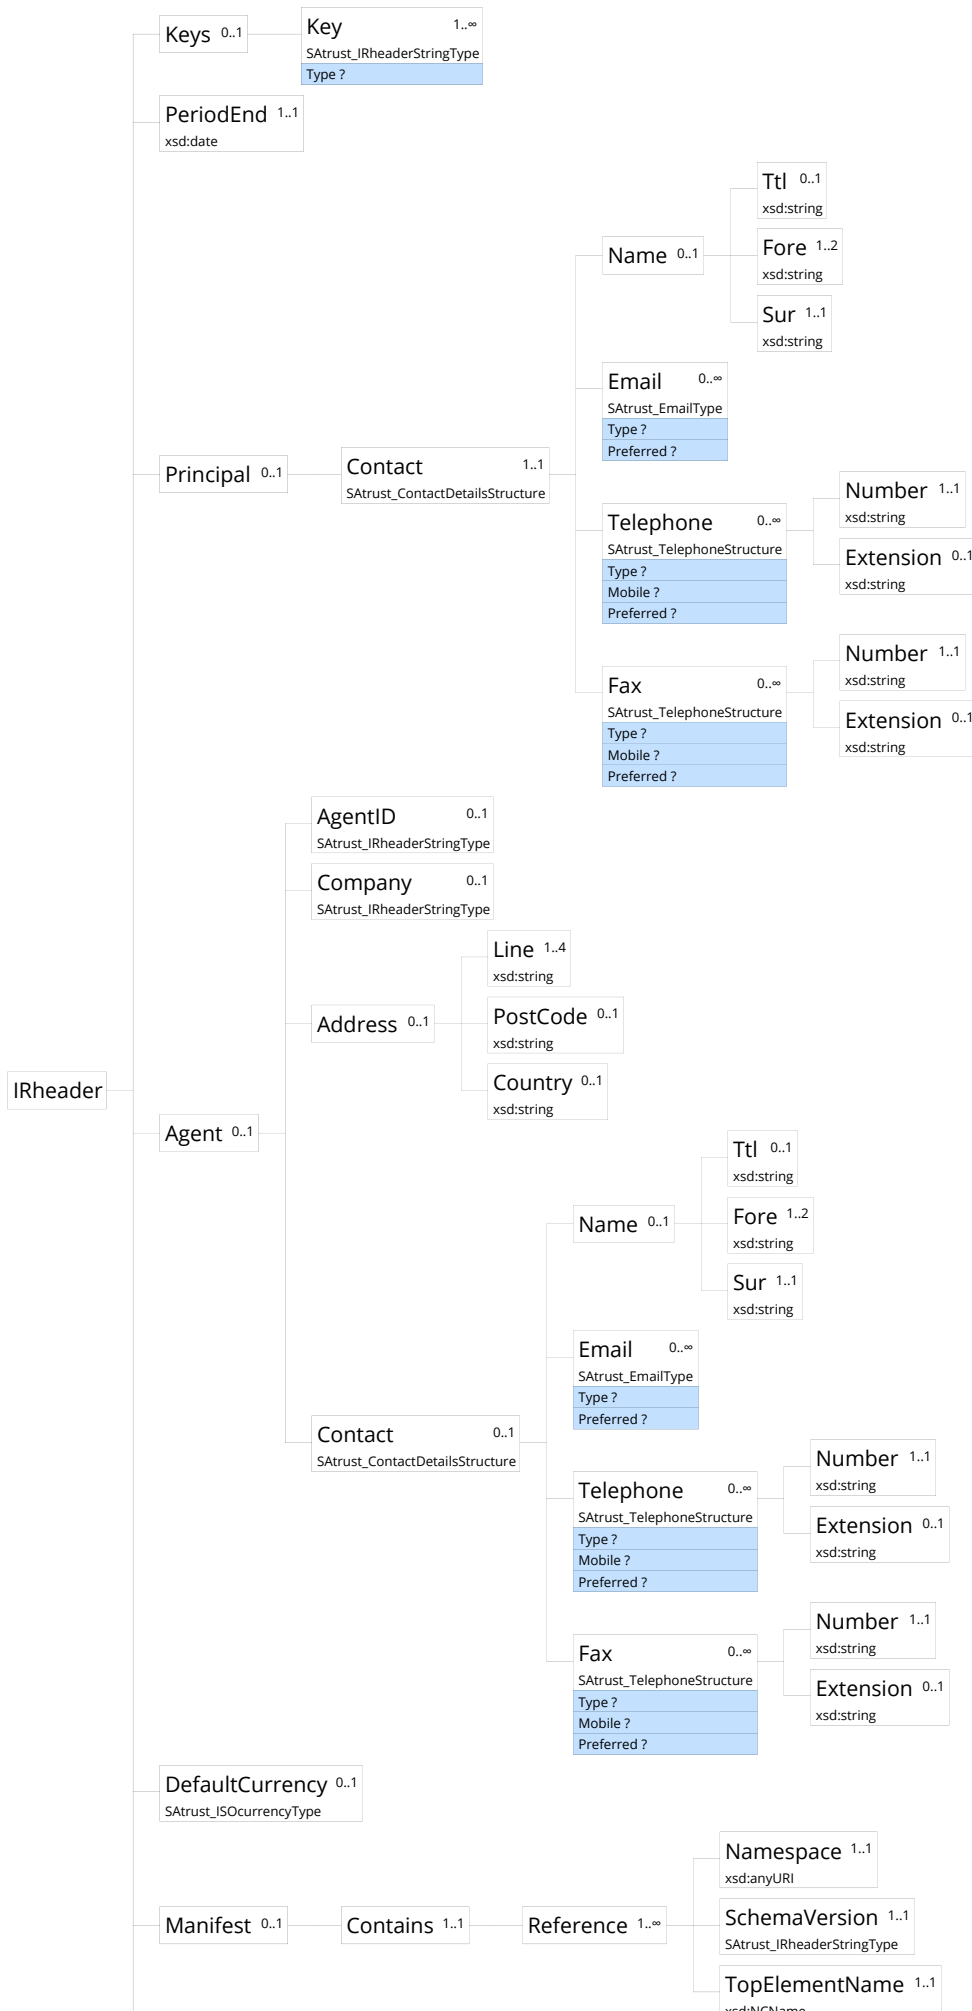 Keys 0..1
Key 1..∞
SAtrust_IRheaderStringType
Type ?
PeriodEnd 1..1
xsd:date
Ttl 0..1
xsd:string
Name 0..1
Fore 1..2
xsd:string
Sur 1..1
xsd:string
Email 0..∞
SAtrust_EmailType
Type ?
Preferred ?
Principal 0..1
Contact 1..1
SAtrust_ContactDetailsStructure
Telephone 0..∞
SAtrust_TelephoneStructure
Type ?
Mobile ?
Preferred ?
Number 1..1
xsd:string
Extension 0..1
xsd:string
Fax 0..∞
SAtrust_TelephoneStructure
Type ?
Mobile ?
Preferred ?
Number 1..1
xsd:string
Extension 0..1
xsd:string
AgentID 0..1
SAtrust_IRheaderStringType
Company 0..1
SAtrust_IRheaderStringType
Address 0..1
Line 1..4
xsd:string
PostCode 0..1
xsd:string
Country 0..1
xsd:string
IRheader
Agent 0..1
Ttl 0..1
xsd:string
Name 0..1
Fore 1..2
xsd:string
Sur 1..1
xsd:string
Email 0..∞
SAtrust_EmailType
Type ?
Preferred ?
Contact 0..1
SAtrust_ContactDetailsStructure
Telephone 0..∞
SAtrust_TelephoneStructure
Type ?
Mobile ?
Preferred ?
Number 1..1
xsd:string
Extension 0..1
xsd:string
Fax 0..∞
SAtrust_TelephoneStructure
Type ?
Mobile ?
Preferred ?
Number 1..1
xsd:string
Extension 0..1
xsd:string
DefaultCurrency 0..1
SAtrust_ISOcurrencyType
Manifest 0..1
Contains 1..1
Reference 1..∞
Namespace 1..1
xsd:anyURI
SchemaVersion 1..1
SAtrust_IRheaderStringType
TopElementName 1..1
xsd:NCName